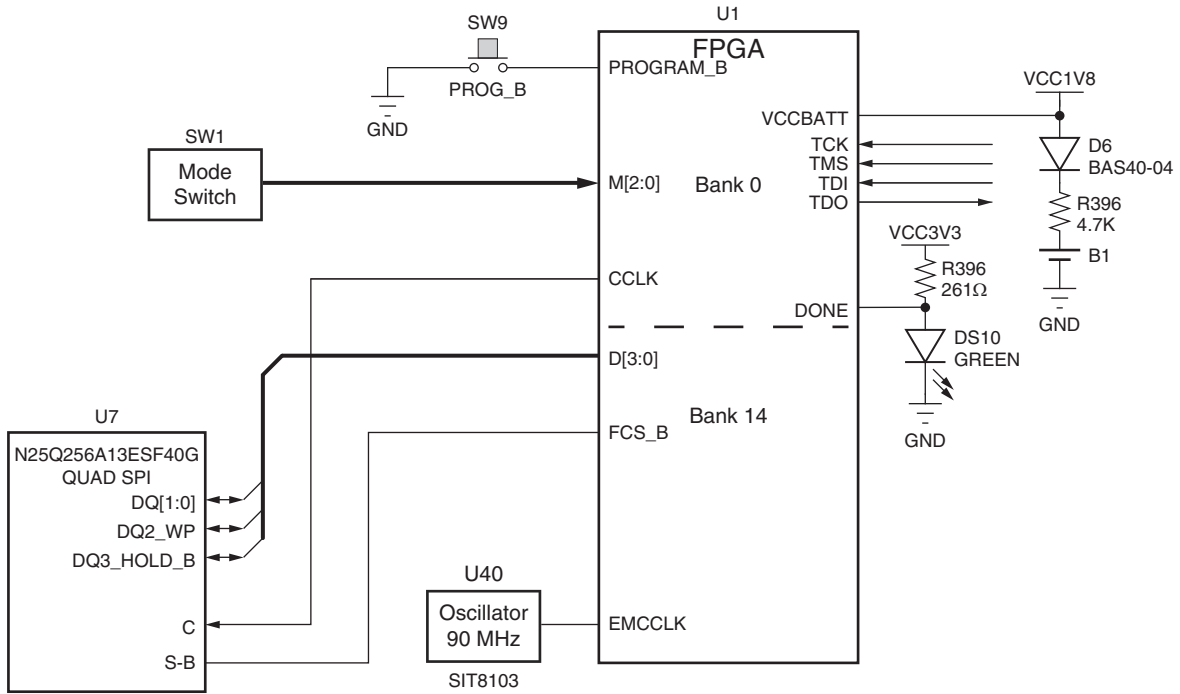 U1
SW9
FPGA
PROGRAM_B
PROG_B
GND
VCC1V8
VCCBATT
SW1
Mode
Switch
TCK
TMS
TDI
TDO
D6
BAS40-04
M[2:0]
Bank 0
R396
4.7K
VCC3V3
B1
CCLK
R396
261Ω
DONE
GND
DS10
GREEN
D[3:0]
Bank 14
U7
FCS_B
GND
N25Q256A13ESF40G
QUAD SPI
DQ[1:0]
DQ2_WP
DQ3_HOLD_B
U40
Oscillator
90 MHz
EMCCLK
C
S-B
SIT8103